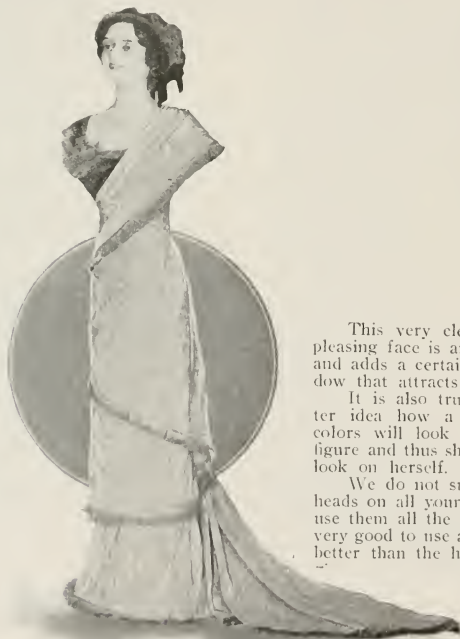 This very cle
pleasing face is a
and adds a certai
dow that attracts
It is also tru
ter idea how a
colors will look
figure and thus sh
look on herself.
We do not su
heads on all your
use them all the
very good to use a
better than the h